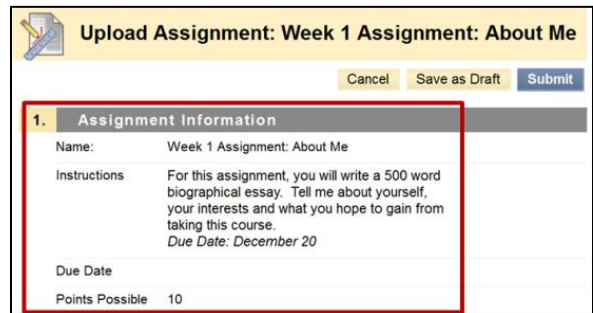 Upload Assignment: Week 1 Assignment: About Me
Cancel Save as Draft Submit
1. Assignment Information
Name: Week 1 Assignment: About Me
Instructions For this assignment, you will write a 500 word
biographical essay. Tell me about yourself,
your interests and what you hope to gain from
taking this course.
Due Date: December 20
Due Date
Points Possible 10